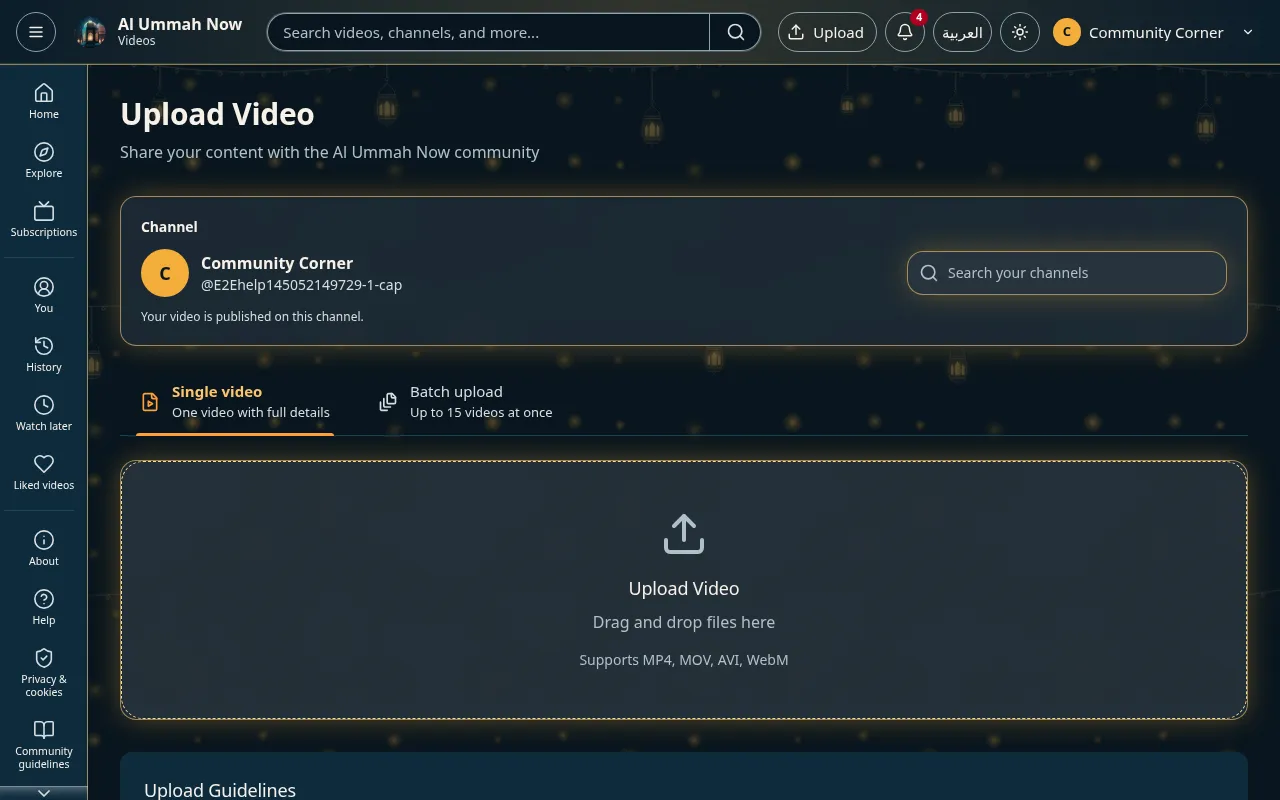 Al Ummah Now
Videos
Search videos, channels, and more...
Upload
4
العربية
C
Community Corner
Home
Explore
Subscriptions
You
History
Watch later
Liked videos
About
Help
Privacy &
cookies
Community
guidelines
Upload Video
Share your content with the Al Ummah Now community
Channel
C
Community Corner
@E2Ehelp145052149729-1-cap
Your video is published on this channel.
Search your channels
Single video
One video with full details
Batch upload
Up to 15 videos at once
Upload Video
Drag and drop files here
Supports MP4, MOV, AVI, WebM
Upload Guidelines